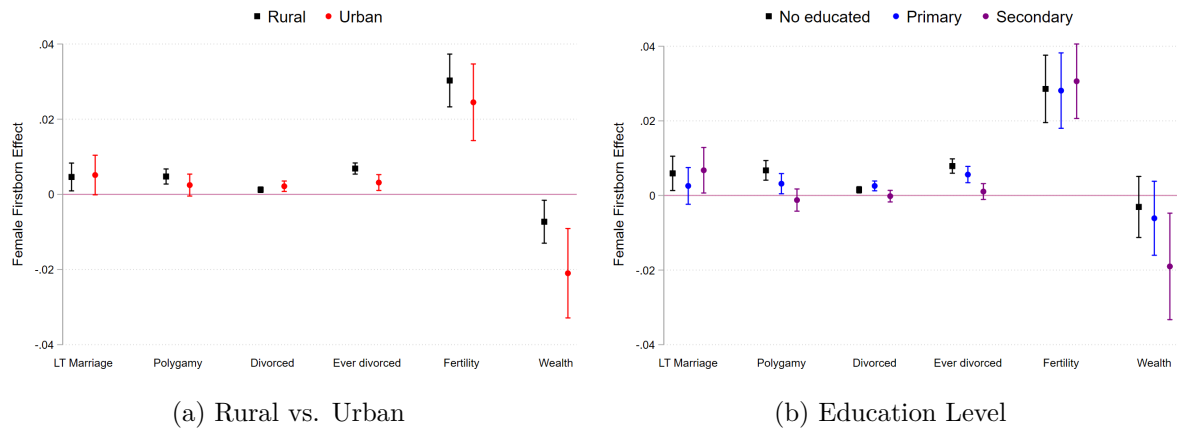 Rural Urban
Female Firstborn Effect
.04
.02
0
-.02
-.04
LT Marriage Polygamy Divorced Ever divorced Fertility Wealth
(a) Rural vs. Urban
No educated Primary Secondary
Female Firstborn Effect
.04
.02
0
-.02
-.04
LT Marriage Polygamy Divorced Ever divorced Fertility Wealth
(b) Education Level